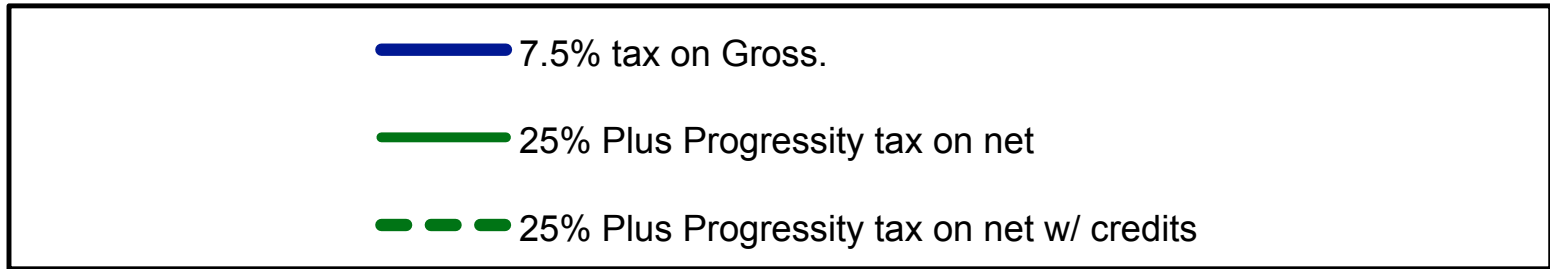 7.5% tax on Gross.
25% Plus Progressity tax on net
25% Plus Progressity tax on net w/ credits